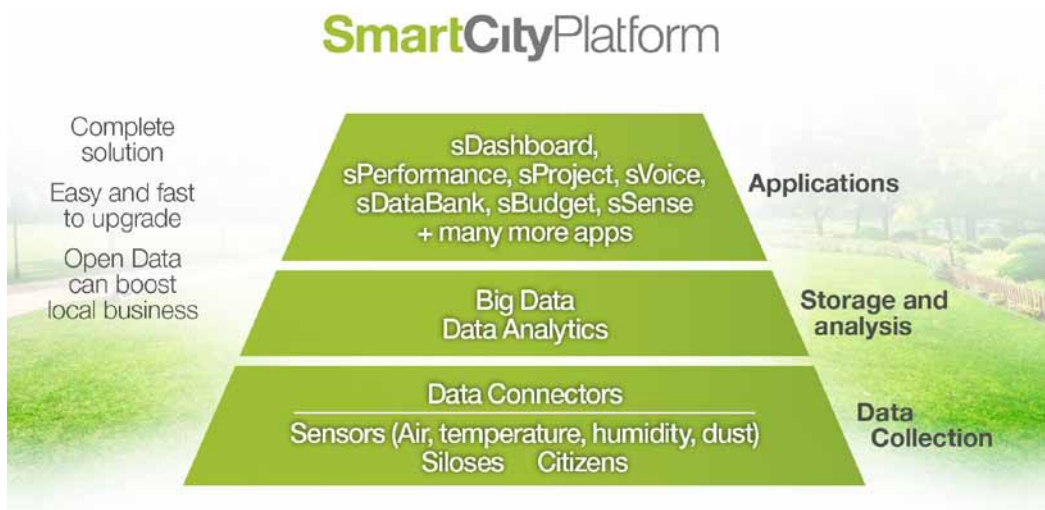 SmartCityPlatform
Complete
solution
Easy and fast
to upgrade
Open Data
can boost
local business
sDashboard,
sPerformance, sProject, sVoice,
sDataBank, sBudget, sSense
+ many more apps
Applications
Big Data
Data Analytics
Storage and
analysis
Data Connectors
Sensors (Air, temperature, humidity, dust)
Siloses Citizens
Data
Collection